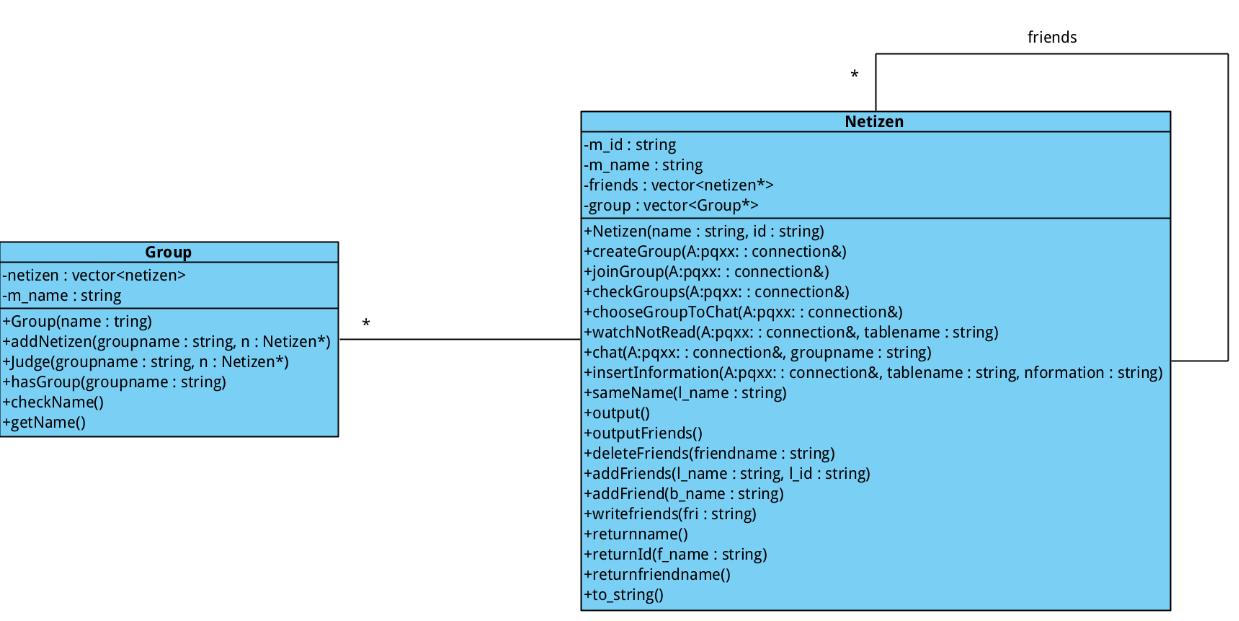 friends
*
Netizen
-m_id : string
-m_name : string
-friends : vector<netizen*>
-group : vector<Group*>
+Netizen(name : string, id : string)
+createGroup(A:pqxx: : connection&)
+joinGroup(A:pqxx: : connection&)
+checkGroups(A:pqxx: : connection&)
+chooseGroupToChat(A:pqxx: : connection&)
+watchNotRead(A:pqxx: : connection&, tablename : string)
+chat(A:pqxx: : connection&, groupname : string)
+insertInformation(A:pqxx: : connection&, tablename : string, nformation : string)
+sameName(l_name : string)
+output()
+outputFriends()
+deleteFriends(friendname : string)
+addFriends(l_name : string, l_id : string)
+addFriend(b_name : string)
+writefriends(fri : string)
+returnname()
+returnId(f_name : string)
+returnfriendname()
+to_string()
Group
-netizen : vector<netizen>
-m_name : string
+Group(name : tring)
+addNetizen(groupname : string, n : Netizen*)
+Judge(groupname : string, n : Netizen*)
+hasGroup(groupname : string)
+checkName()
+getName()
*